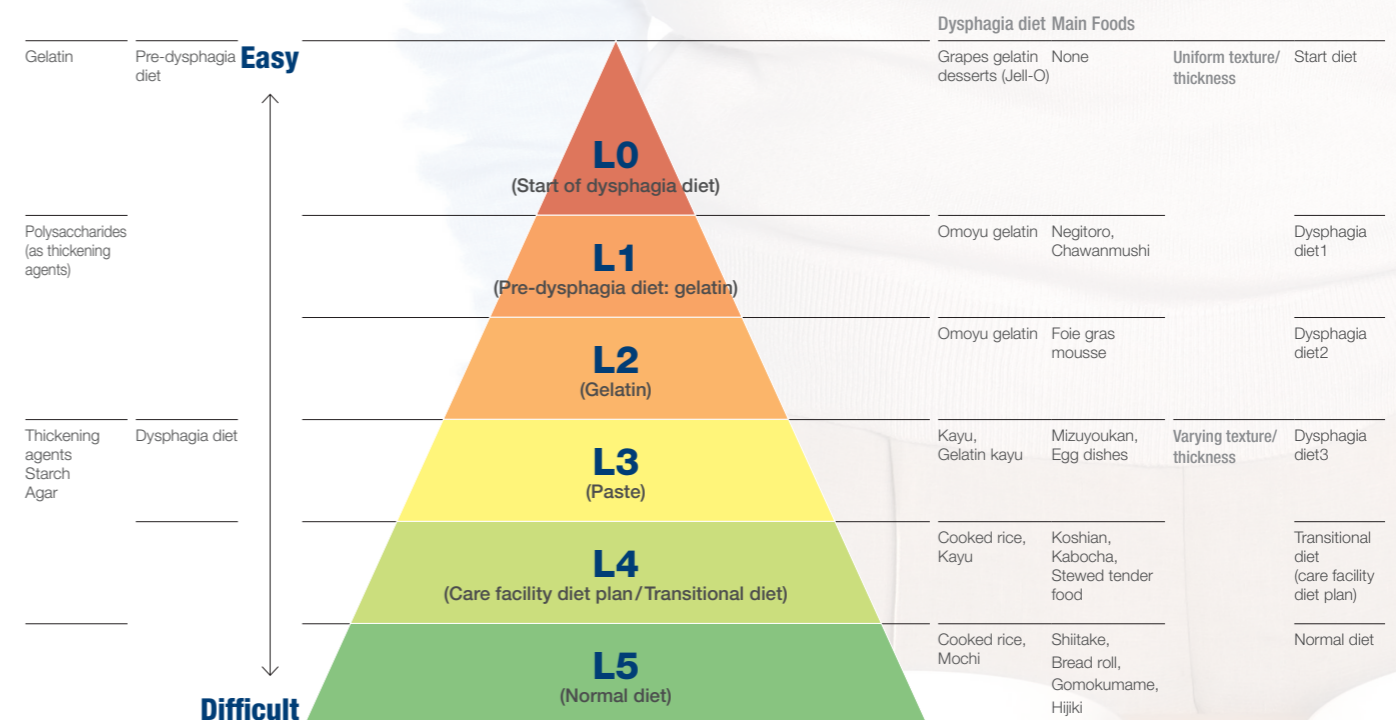 Dysphagia diet Main Foods
Gelatin
Pre-dysphagia
diet
Easy
Grapes gelatin
desserts (Jell-O)
None
Uniform texture/
thickness
Start diet
L0
(Start of dysphagia diet)
Polysaccharides
(as thickening
agents)
L1
(Pre-dysphagia diet: gelatin)
Omoyu gelatin
Negitoro,
Chawanmushi
Dysphagia
diet1
L2
(Gelatin)
Omoyu gelatin
Foie gras
mousse
Dysphagia
diet2
Thickening
agents
Starch
Agar
Dysphagia diet
L3
(Paste)
Kayu,
Gelatin kayu
Mizuyoukan,
Egg dishes
Varying texture/
thickness
Dysphagia
diet3
L4
(Care facility diet plan/Transitional diet)
Cooked rice,
Kayu
Koshian,
Kabocha,
Stewed tender
food
Transitional
diet
(care facility
diet plan)
L5
(Normal diet)
Cooked rice,
Mochi
Shiitake,
Bread roll,
Gomokumame,
Hijiki
Normal diet
Difficult